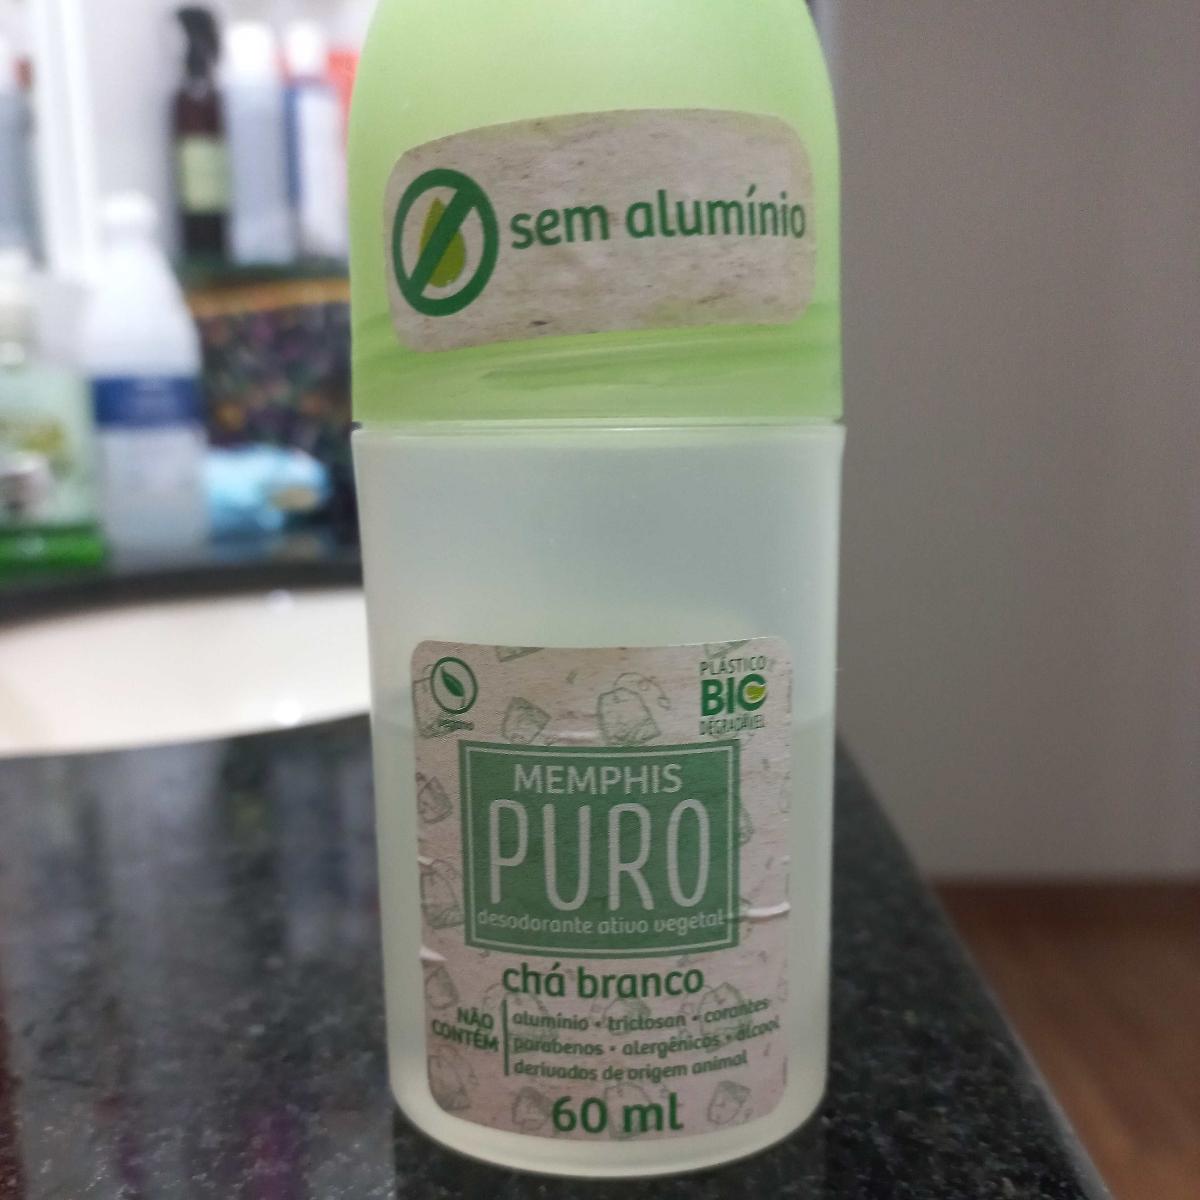 sem alumínio
vegano
PLÁSTICO
BIO
DEGRADÁVEL
MEMPHIS
PURO
desodorante ativo vegetal
chá branco
NÃO
CONTÉM
alumínio • triclosan • corantes
parabenos • alergênicos • álcool
derivados de origem animal
60 ml